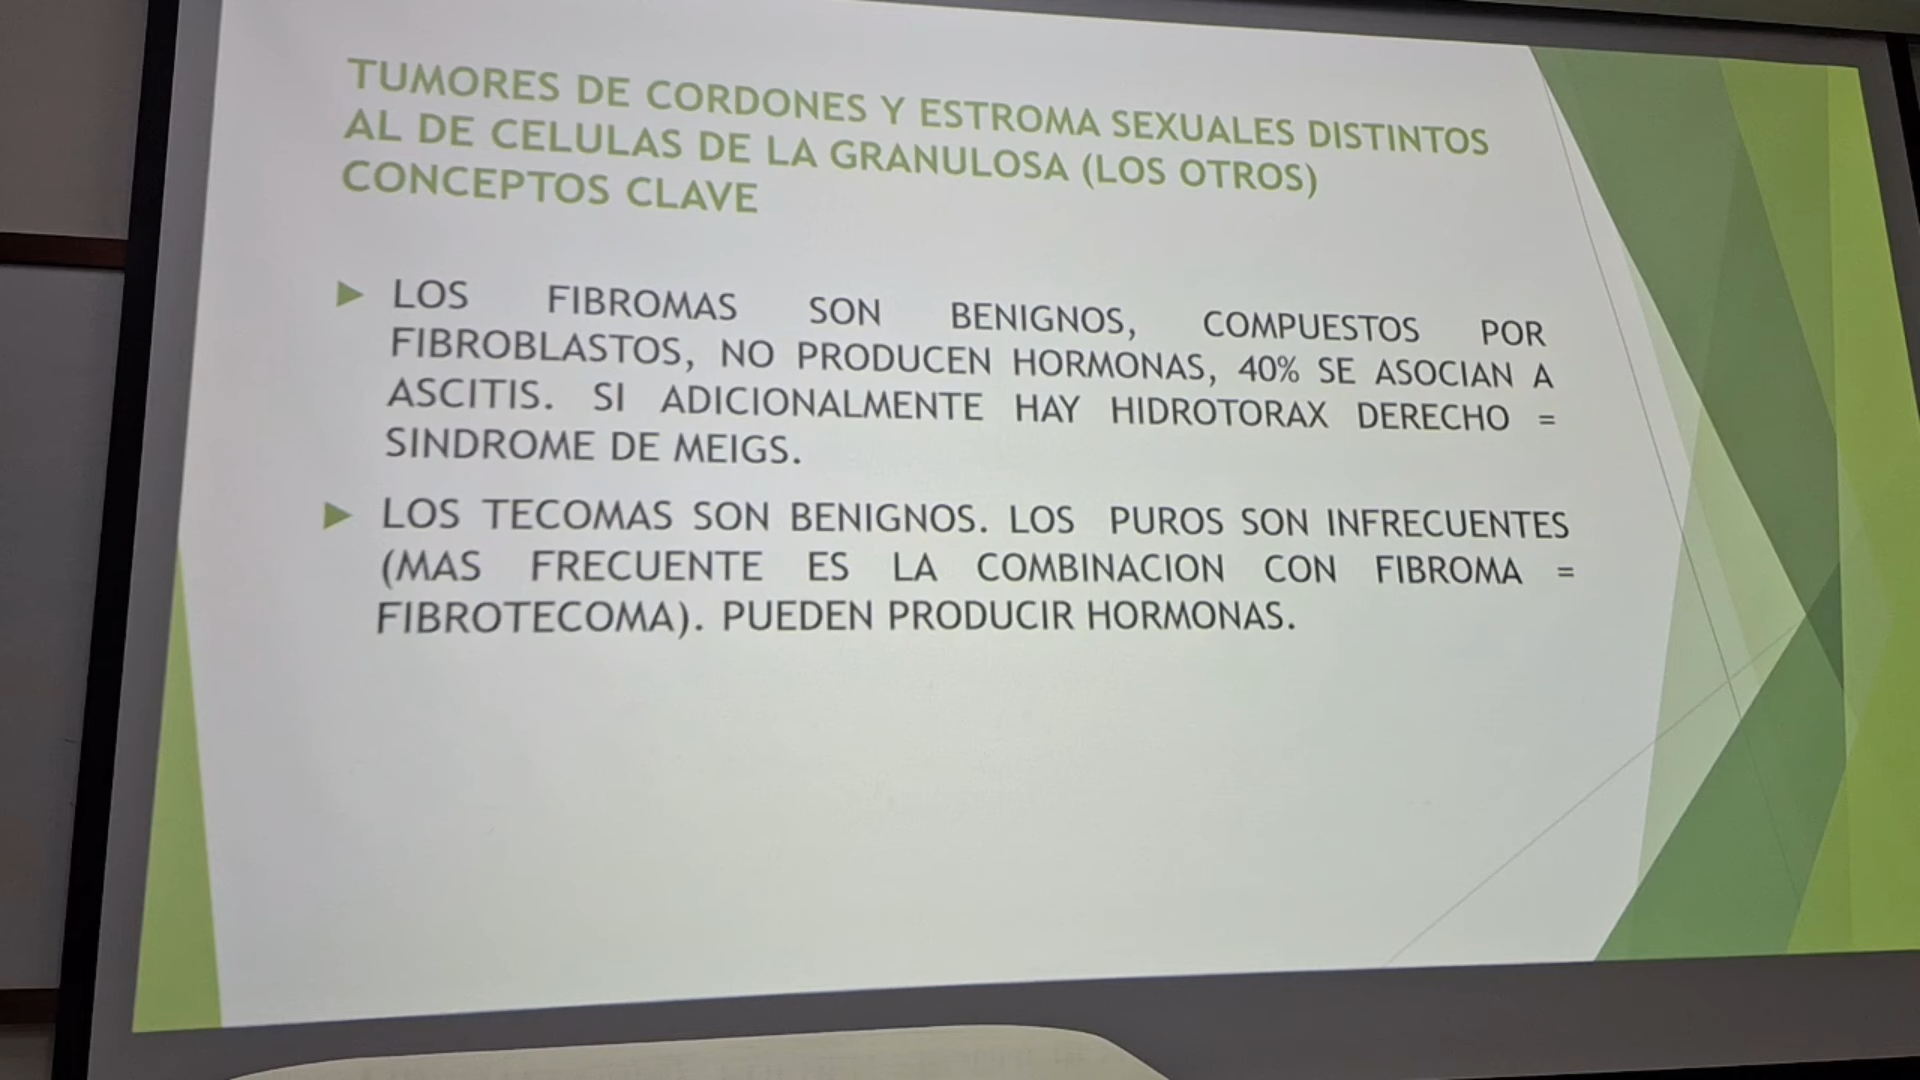 TUMORES DE CORDONES Y ESTROMA SEXUALES DISTINTOS
AL DE CELULAS DE LA GRANULOSA (LOS OTROS)
CONCEPTOS CLAVE
LOS FIBROMAS SON BENIGNOS, COMPUESTOS POR
FIBROBLASTOS, NO PRODUCEN HORMONAS, 40% SE ASOCIAN A
ASCITIS. SI ADICIONALMENTE HAY HIDROTORAX DERECHO =
SINDROME DE MEIGS.
LOS TECOMAS SON BENIGNOS. LOS PUROS SON INFRECUENTES
(MAS FRECUENTE ES LA COMBINACION CON FIBROMA =
FIBROTECOMA). PUEDEN PRODUCIR HORMONAS.